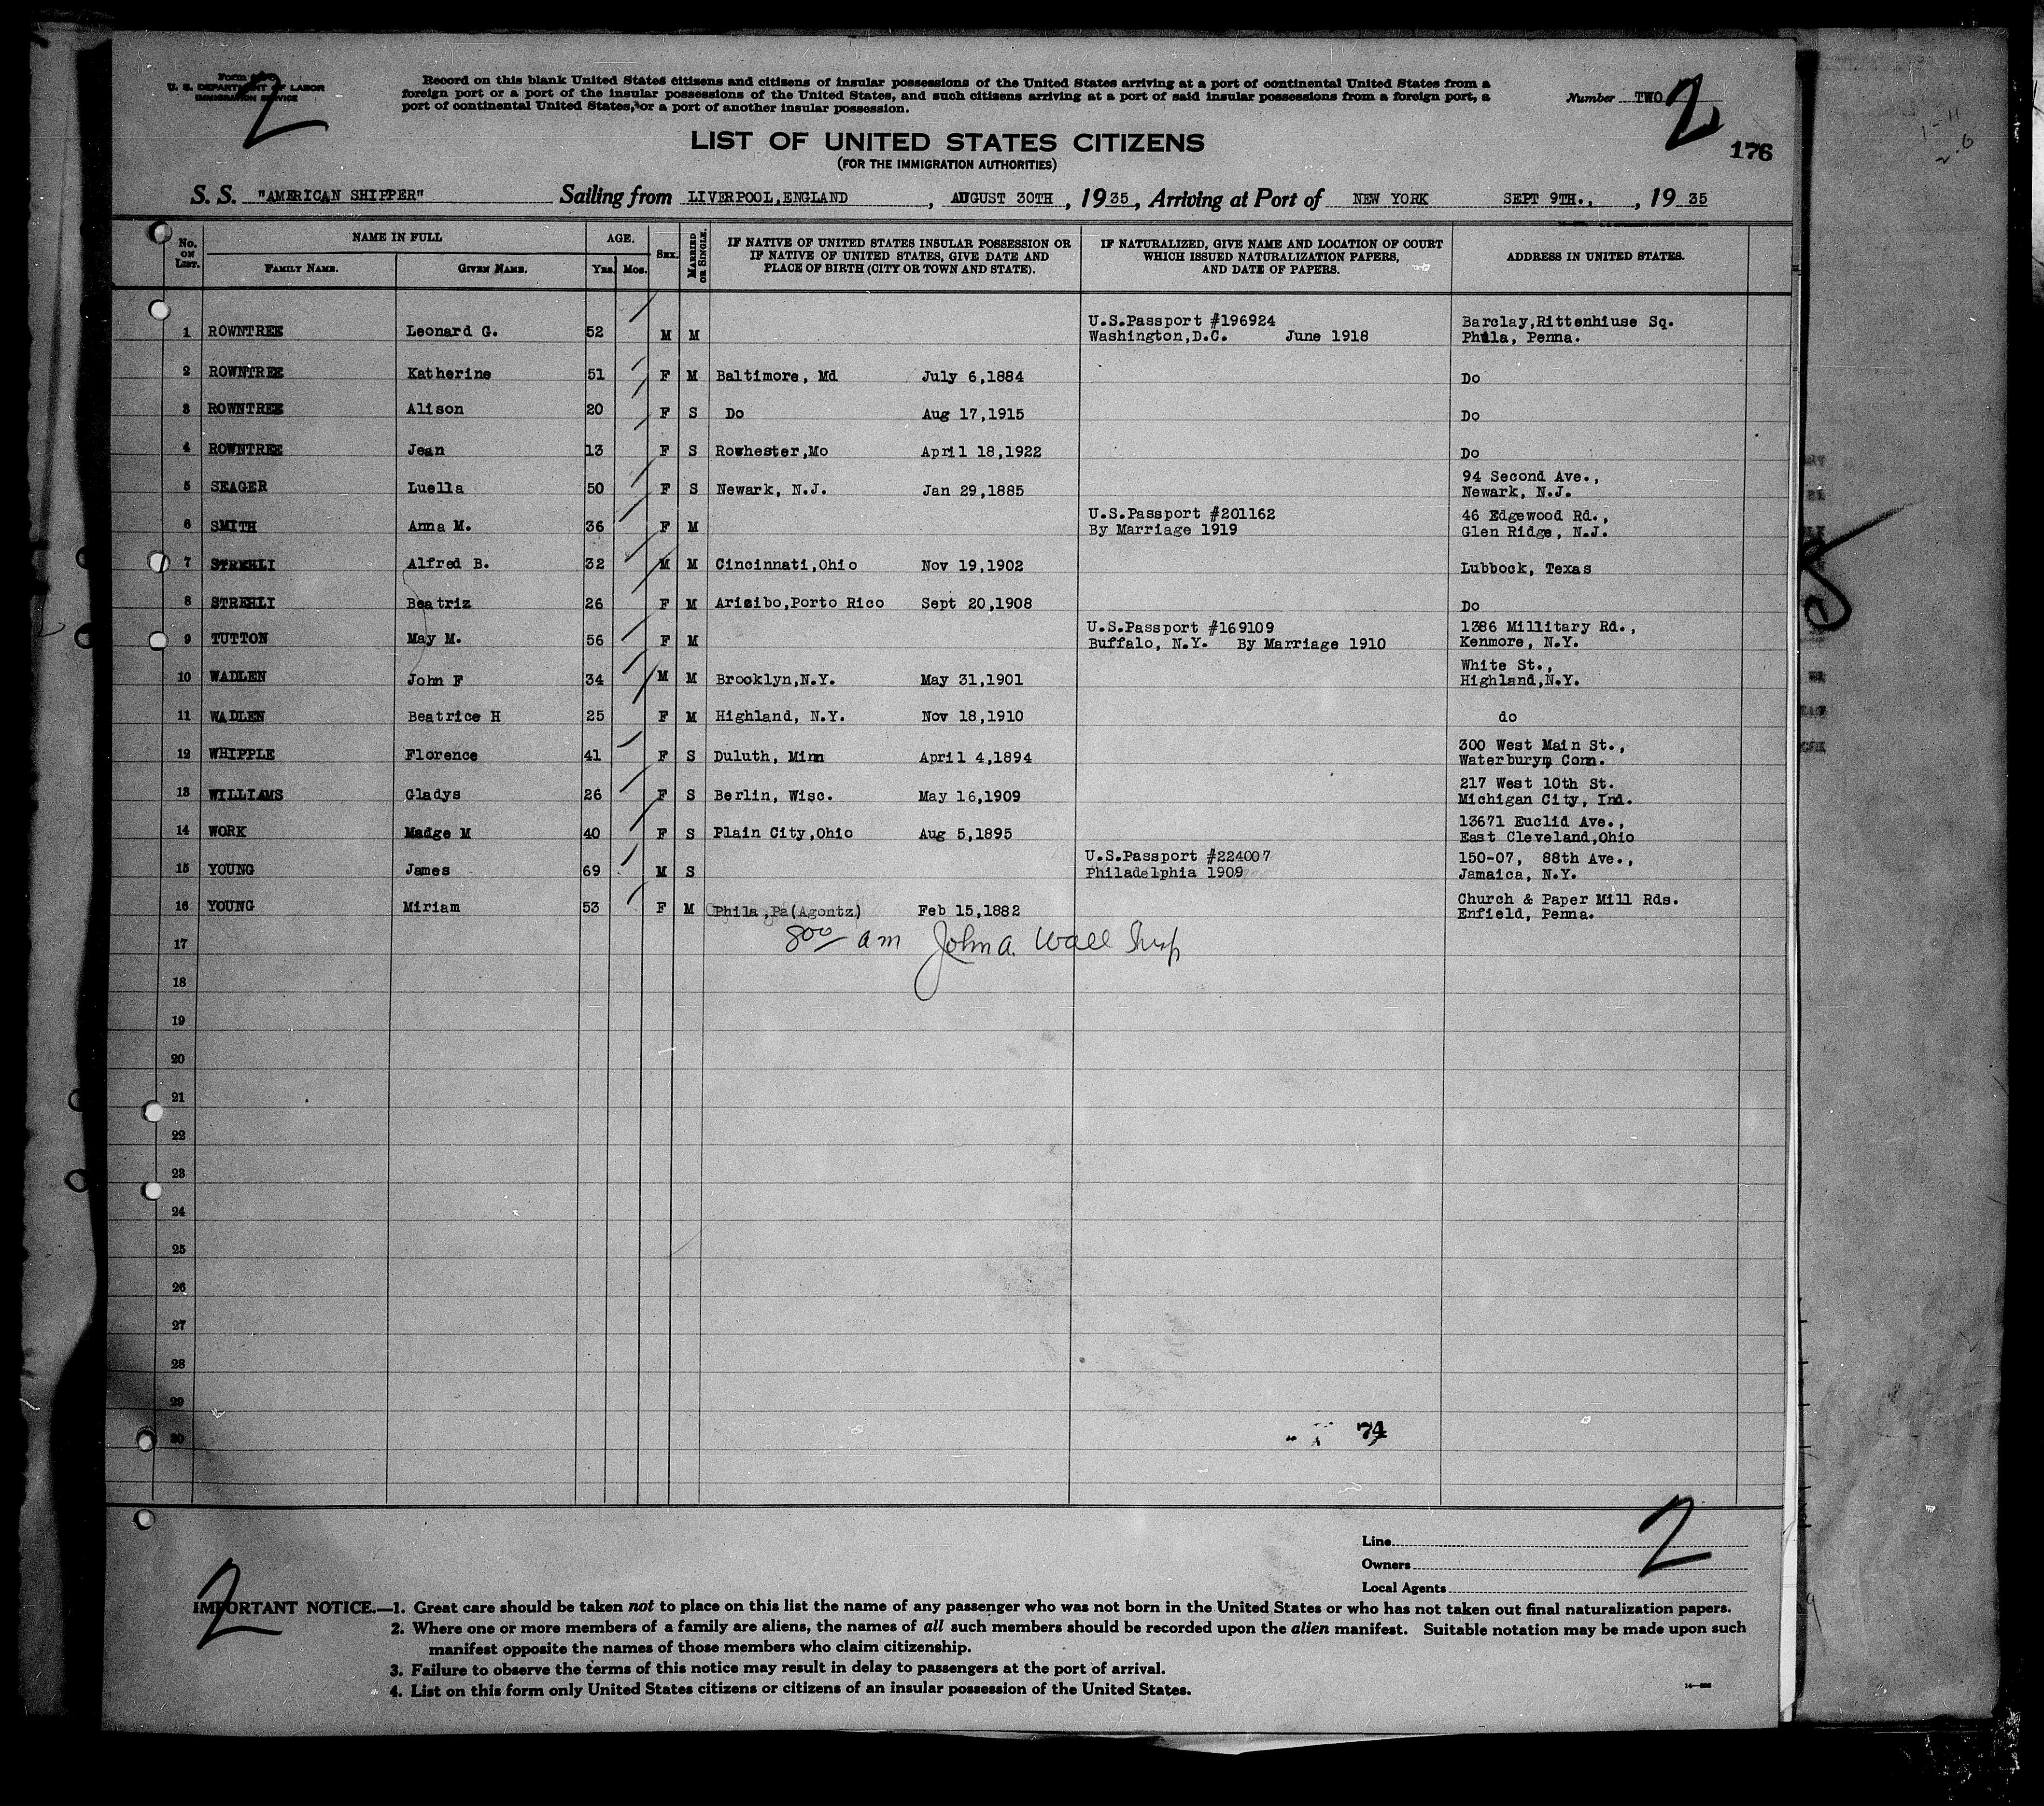 U. S. DEPARTMENT OF LABOR
IMMIGRATION SERVICE
2
Record on this blank United States citizens and citizens of insular possessions of the United States arriving at a port of continental United States from a
foreign port or a port of the insular possessions of the United States, and such citizens arriving at a port of said insular possessions from a foreign port, a
port of continental United States, or a port of another insular possession.
Number TWO 2
176
LIST OF UNITED STATES CITIZENS
(FOR THE IMMIGRATION AUTHORITIES)
S. S. "AMERICAN SHIPPER" Sailing from LIVERPOOL,ENGLAND, AUGUST 30TH, 1935, Arriving at Port of NEW YORK SEPT 9TH., , 19 35
No. ON LIST. NAME IN FULL FAMILY NAME. GIVEN NAME. AGE. Yrs. Mos. SEX. MARRIED OR SINGLE.
IF NATIVE OF UNITED STATES INSULAR POSSESSION OR
IF NATIVE OF UNITED STATES, GIVE DATE AND
PLACE OF BIRTH (CITY OR TOWN AND STATE).
IF NATURALIZED, GIVE NAME AND LOCATION OF COURT
WHICH ISSUED NATURALIZATION PAPERS,
AND DATE OF PAPERS.
ADDRESS IN UNITED STATES.
U.S.Passport #196924 Barclay,Rittenhiuse Sq.
1 ROWNTREE Leonard G. 52 M M Washington,D.C. June 1918 Phila, Penna.
2 ROWNTREE Katherine 51 F M Baltimore, Md July 6,1884 Do
3 ROWNTREE Alison 20 F S Do Aug 17,1915 Do
4 ROWNTREE Jean 13 F S Rowhester,Mo April 18,1922 Do
94 Second Ave.,
5 SEAGER Luella 50 F S Newark, N.J. Jan 29,1885 Newark, N.J.
U.S.Passport #201162 46 Edgewood Rd.,
6 SMITH Anna M. 36 F M By Marriage 1919 Glen Ridge, N.J.
7 STREHLI Alfred B. 32 M M Cincinnati,Ohio Nov 19,1902 Lubbock, Texas
8 STREHLI Beatriz 26 F M Arisibo,Porto Rico Sept 20,1908 Do
U.S.Passport #169109 1386 Millitary Rd.,
9 TUTTON May M. 56 F M Buffalo, N.Y. By Marriage 1910 Kenmore, N.Y.
White St.,
10 WADLEN John F 34 M M Brooklyn,N.Y. May 31,1901 Highland,N.Y.
11 WADLEN Beatrice H 25 F M Highland, N.Y. Nov 18,1910 do
300 West Main St.,
12 WHIPPLE Florence 41 F S Duluth, Minn April 4,1894 Waterbury, Conn.
217 West 10th St.
13 WILLIAMS Gladys 26 F S Berlin, Wisc. May 16,1909 Michigan City, Ind.
13671 Euclid Ave.,
14 WORK Madge M 40 F S Plain City,Ohio Aug 5,1895 East Cleveland,Ohio
U.S.Passport #224007 150-07, 88th Ave.,
15 YOUNG James 69 M S Philadelphia 1909 Jamaica, N.Y.
Church & Paper Mill Rds.
16 YOUNG Miriam 53 F M Phila,Pa(Agontz) Feb 15,1882 Enfield, Penna.
17 800 am John A. Wall Insp
18
19
20
21
22
23
24
25
26
27
28
29
74
30
Line
2
Owners
Local Agents
2
IMPORTANT NOTICE.—1. Great care should be taken not to place on this list the name of any passenger who was not born in the United States or who has not taken out final naturalization papers.
2. Where one or more members of a family are aliens, the names of all such members should be recorded upon the alien manifest. Suitable notation may be made upon such
manifest opposite the names of those members who claim citizenship.
3. Failure to observe the terms of this notice may result in delay to passengers at the port of arrival.
4. List on this form only United States citizens or citizens of an insular possession of the United States.